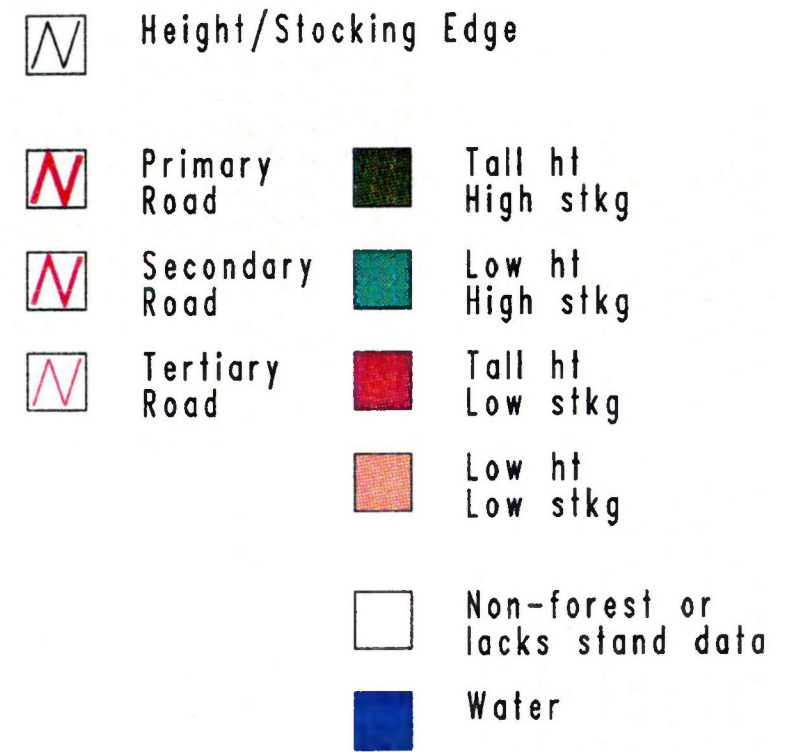 Height/Stocking Edge
Primary
Road
Secondary
Road
Tertiary
Road
Tall ht
High stkg
Low ht
High stkg
Tall ht
Low stkg
Low ht
Low stkg
Non-forest or
lacks stand data
Water